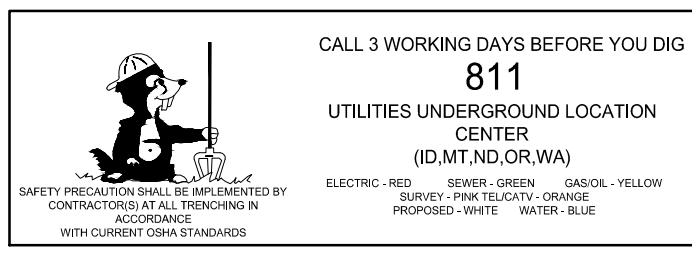 CALL 3 WORKING DAYS BEFORE YOU DIG
811
UTILITIES UNDERGROUND LOCATION
CENTER
(ID,MT,ND,OR,WA)
ELECTRIC - RED SEWER - GREEN GAS/OIL - YELLOW
SURVEY - PINK TEL/CATV - ORANGE
PROPOSED - WHITE WATER - BLUE
SAFETY PRECAUTION SHALL BE IMPLEMENTED BY
CONTRACTOR(S) AT ALL TRENCHING IN
ACCORDANCE
WITH CURRENT OSHA STANDARDS